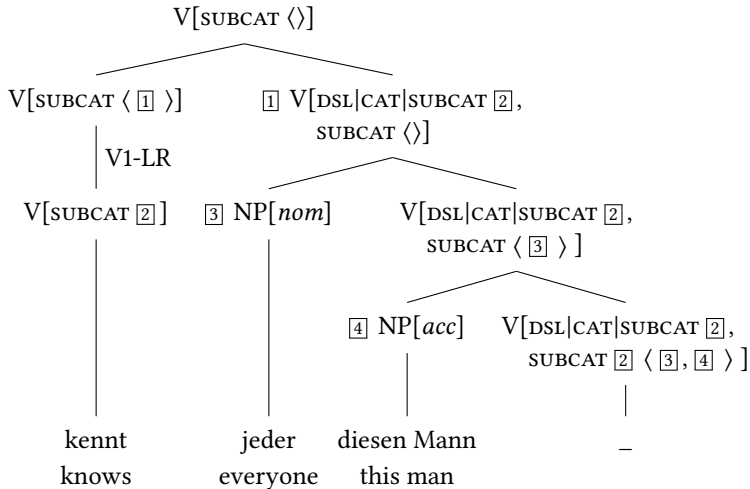 V[SUBCAT ⟨⟩]
V[SUBCAT ⟨ 1 ⟩] 1 V[DSL|CAT|SUBCAT 2,
SUBCAT ⟨⟩]
V1-LR
V[SUBCAT 2] 3 NP[nom] V[DSL|CAT|SUBCAT 2,
SUBCAT ⟨ 3 ⟩ ]
4 NP[acc] V[DSL|CAT|SUBCAT 2,
SUBCAT 2 ⟨ 3, 4 ⟩ ]
kennt jeder diesen Mann _
knows everyone this man